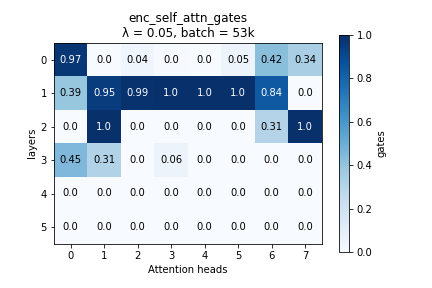 enc_self_attn_gates
λ = 0.05, batch = 53k
0 0.97 0.0 0.04 0.0 0.0 0.05 0.42 0.34
1 0.39 0.95 0.99 1.0 1.0 1.0 0.84 0.0
2 0.0 1.0 0.0 0.0 0.0 0.0 0.31 1.0
3 0.45 0.31 0.0 0.06 0.0 0.0 0.0 0.0
4 0.0 0.0 0.0 0.0 0.0 0.0 0.0 0.0
5 0.0 0.0 0.0 0.0 0.0 0.0 0.0 0.0
0 1 2 3 4 5 6 7
Attention heads
layers
1.0
0.8
0.6
0.4
0.2
0.0
gates